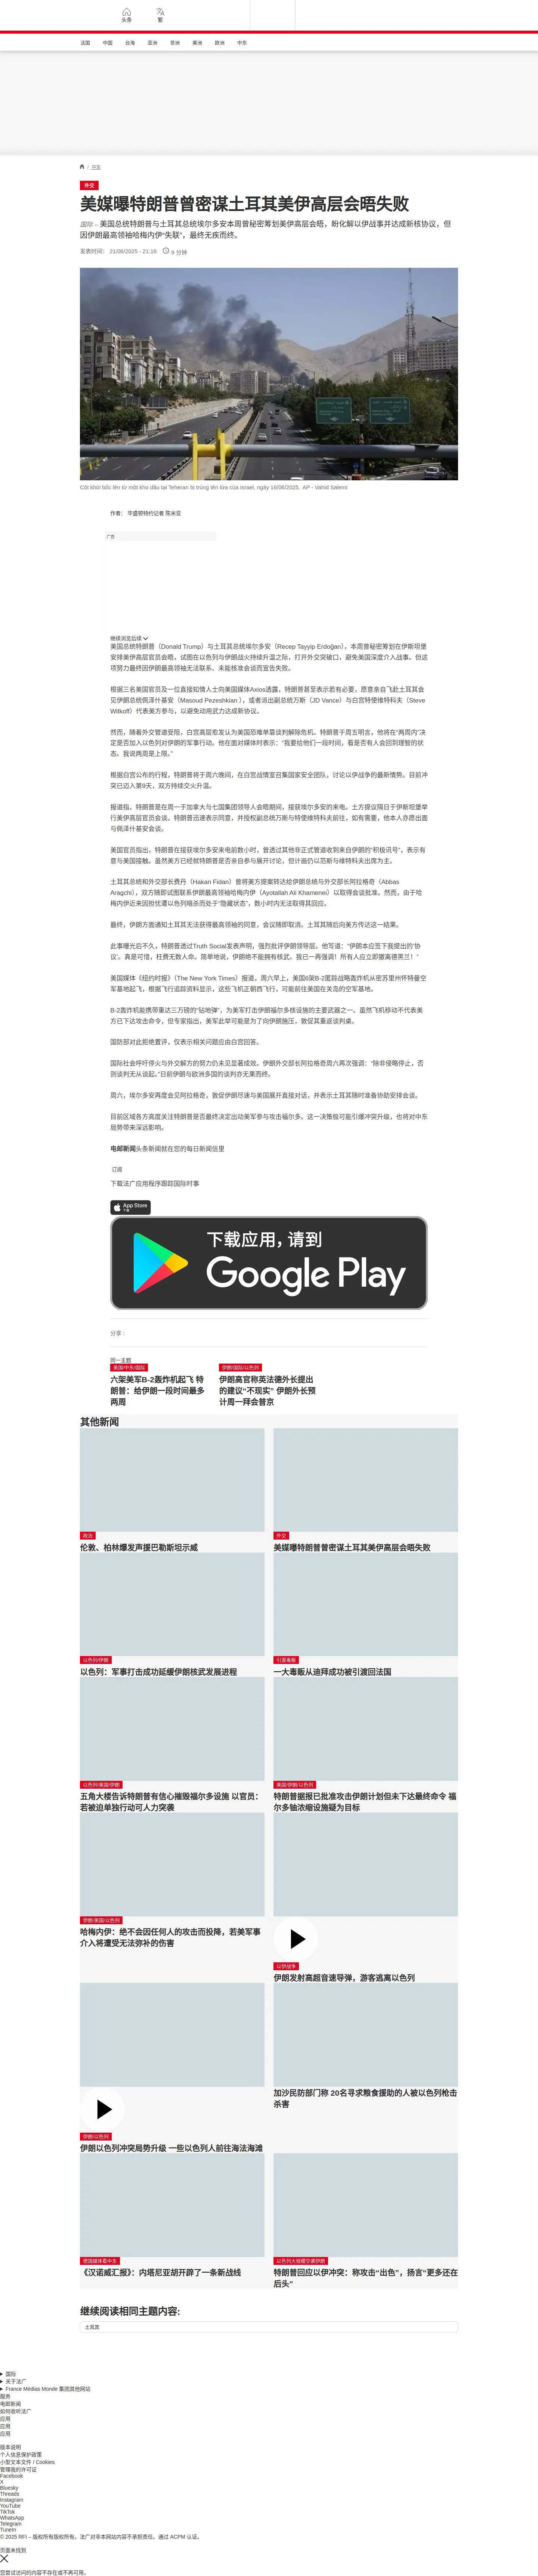 头条
繁
法国 中国 台海 亚洲 非洲 美洲 欧洲 中东
/ 中东
外交
美媒曝特朗普曾密谋土耳其美伊高层会晤失败
国际 – 美国总统特朗普与土耳其总统埃尔多安本周曾秘密筹划美伊高层会晤，盼化解以伊战事并达成新核协议，但
因伊朗最高领袖哈梅内伊“失联”，最终无疾而终。
发表时间： 21/06/2025 - 21:16 9 分钟
Cột khói bốc lên từ một kho dầu tại Teheran bị trúng tên lửa của Israel, ngày 16/06/2025. AP - Vahid Salemi
作者： 华盛顿特约记者 陈米亚
广告
继续浏览后续
美国总统特朗普（Donald Trump）与土耳其总统埃尔多安（Recep Tayyip Erdoğan），本周曾秘密筹划在伊斯坦堡
安排美伊高层官员会晤，试图在以色列与伊朗战火持续升温之际，打开外交突破口，避免美国深度介入战事。但这
项努力最终因伊朗最高领袖无法联系、未能核准会谈而宣告失败。
根据三名美国官员及一位直接知情人士向美国媒体Axios透露，特朗普甚至表示若有必要，愿意亲自飞赴土耳其会
见伊朗总统佩泽什基安（Masoud Pezeshkian ），或者派出副总统万斯（JD Vance）与白宫特使维特科夫（Steve
Witkoff）代表美方参与，以避免动用武力达成新协议。
然而，随着外交管道受阻，白宫高层愈发认为美国恐难单靠谈判解除危机。特朗普于周五明言，他将在“两周内”决
定是否加入以色列对伊朗的军事行动。他在面对媒体时表示：“我要给他们一段时间，看是否有人会回到理智的状
态。我说两周是上限。”
根据白宫公布的行程，特朗普将于周六晚间，在白宫战情室召集国家安全团队，讨论以伊战争的最新情势。目前冲
突已迈入第9天，双方持续交火升温。
报道指，特朗普是在周一于加拿大与七国集团领导人会晤期间，接获埃尔多安的来电。土方提议隔日于伊斯坦堡举
行美伊高层官员会谈。特朗普迅速表示同意，并授权副总统万斯与特使维特科夫前往，如有需要，他本人亦愿出面
与佩泽什基安会谈。
美国官员指出，特朗普在接获埃尔多安来电前数小时，曾透过其他非正式管道收到来自伊朗的“积极讯号”，表示有
意与美国接触。虽然美方已经就特朗普是否亲自参与展开讨论，但计画仍以范斯与维特科夫出席为主。
土耳其总统和外交部长费丹（Hakan Fidan）曾将美方提案转达给伊朗总统与外交部长阿拉格奇（Abbas
Aragchi），双方随即试图联系伊朗最高领袖哈梅内伊（Ayotallah Ali Khamenei）以取得会谈批准。然而，由于哈
梅内伊近来因担忧遭以色列暗杀而处于“隐藏状态”，数小时内无法取得其回应。
最终，伊朗方面通知土耳其无法获得最高领袖的同意，会议随即取消。土耳其随后向美方传达这一结果。
此事曝光后不久，特朗普透过Truth Social发表声明，强烈批评伊朗领导层。他写道：“伊朗本应签下我提出的‘协
议’。真是可惜，枉费无数人命。简单地说，伊朗绝不能拥有核武。我已一再强调！所有人应立即撤离德黑兰！”
美国媒体《纽约时报》（The New York Times）报道，周六早上，美国6架B-2匿踪战略轰炸机从密苏里州怀特曼空
军基地起飞，根据飞行追踪资料显示，这些飞机正朝西飞行，可能前往美国在关岛的空军基地。
B-2轰炸机能携带重达三万磅的“钻地弹”，为美军打击伊朗福尔多核设施的主要武器之一。虽然飞机移动不代表美
方已下达攻击命令，但专家指出，美军此举可能是为了向伊朗施压，敦促其重返谈判桌。
国防部对此拒绝置评，仅表示相关问题应由白宫回答。
国际社会呼吁停火与外交解方的努力仍未见显著成效。伊朗外交部长阿拉格奇周六再次强调：“除非侵略停止，否
则谈判无从谈起。”日前伊朗与欧洲多国的谈判亦无果而终。
周六，埃尔多安再度会见阿拉格奇，敦促伊朗尽速与美国展开直接对话，并表示土耳其随时准备协助安排会谈。
目前区域各方高度关注特朗普是否最终决定出动美军参与攻击福尔多。这一决策极可能引爆冲突升级，也将对中东
局势带来深远影响。
电邮新闻头条新闻就在您的每日新闻信里
订阅
下载法广应用程序跟踪国际时事
App Store
下载
下载应用，请到
Google Play
分享 :
同一主题
美国/中东/国际
六架美军B-2轰炸机起飞 特
朗普：给伊朗一段时间最多
两周
伊朗/国际/以色列
伊朗高官称英法德外长提出
的建议“不现实” 伊朗外长预
计周一拜会普京
其他新闻
政治
伦敦、柏林爆发声援巴勒斯坦示威
外交
美媒曝特朗普曾密谋土耳其美伊高层会晤失败
以色列/伊朗
以色列：军事打击成功延缓伊朗核武发展进程
引渡毒贩
一大毒贩从迪拜成功被引渡回法国
以色列/美国/伊朗
五角大楼告诉特朗普有信心摧毁福尔多设施 以官员：
若被迫单独行动可人力突袭
美国/伊朗/以色列
特朗普据报已批准攻击伊朗计划但未下达最终命令 福
尔多铀浓缩设施疑为目标
伊朗/美国/以色列
哈梅内伊：绝不会因任何人的攻击而投降，若美军事
介入将遭受无法弥补的伤害
以伊战争
伊朗发射高超音速导弹，游客逃离以色列
伊朗/以色列
伊朗以色列冲突局势升级 一些以色列人前往海法海滩
加沙民防部门称 20名寻求粮食援助的人被以色列枪击
杀害
德国媒体看中东
《汉诺威汇报》：内塔尼亚胡开辟了一条新战线
以色列大规模空袭伊朗
特朗普回应以伊冲突：称攻击“出色”，扬言“更多还在
后头”
继续阅读相同主题内容:
土耳其
国际
关于法广
France Médias Monde 集团其他网站
服务
电邮新闻
如何收听法广
应用
应用
应用
版本说明
个人信息保护政策
小型文本文件 / Cookies
管理我的许可证
Facebook
X
Bluesky
Threads
Instagram
YouTube
TikTok
WhatsApp
Telegram
TuneIn
© 2025 RFI – 版权所有版权所有。法广对非本网站内容不承担责任。通过 ACPM 认证。
页面未找到
您尝试访问的内容不存在或不再可用。